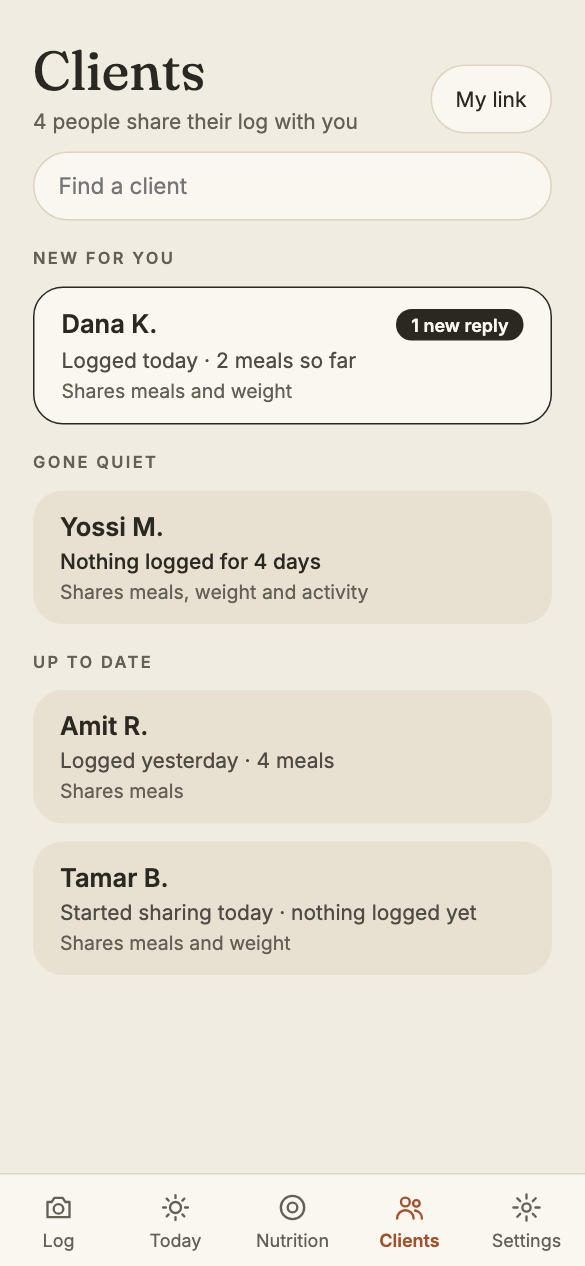 Clients
4 people share their log with you
My link
Find a client
NEW FOR YOU
Dana K.
1 new reply
Logged today · 2 meals so far
Shares meals and weight
GONE QUIET
Yossi M.
Nothing logged for 4 days
Shares meals, weight and activity
UP TO DATE
Amit R.
Logged yesterday · 4 meals
Shares meals
Tamar B.
Started sharing today · nothing logged yet
Shares meals and weight
Log
Today
Nutrition
Clients
Settings